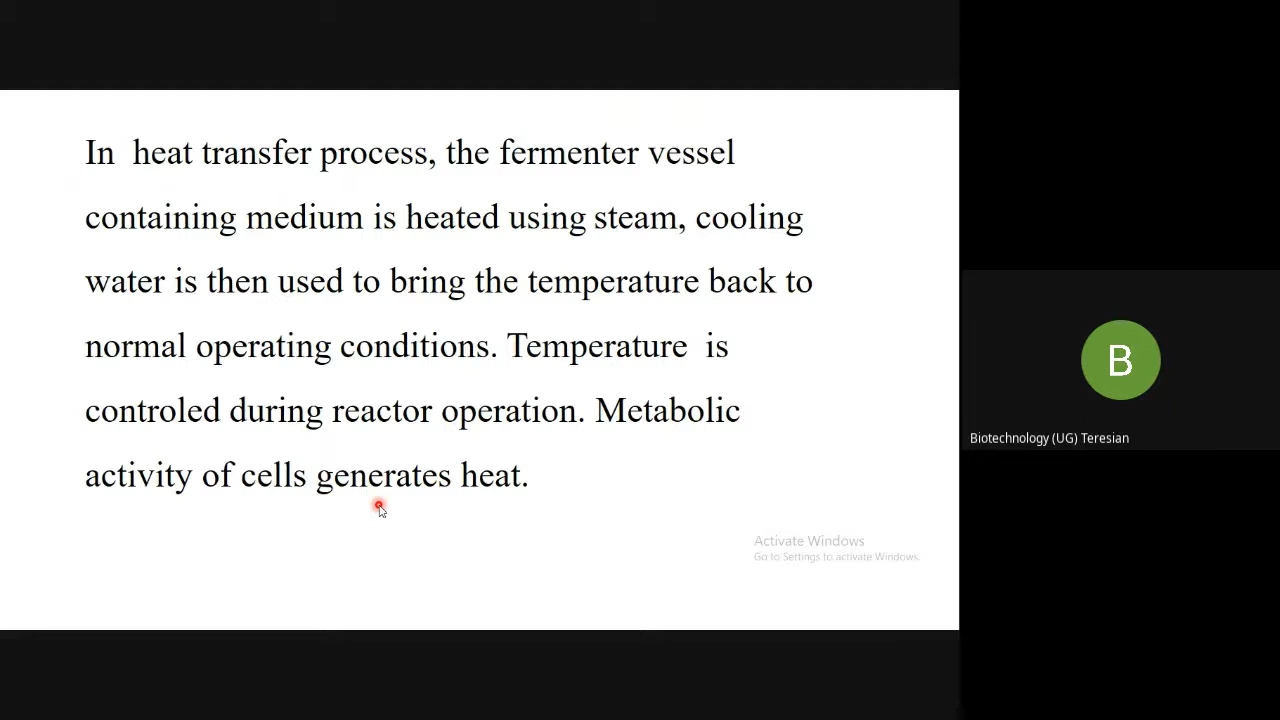 In heat transfer process, the fermenter vessel
containing medium is heated using steam, cooling
water is then used to bring the temperature back to
normal operating conditions. Temperature is
controled during reactor operation. Metabolic
activity of cells generates heat.
B
Biotechnology (UG) Teresian
Activate Windows
Go to Settings to activate Windows.